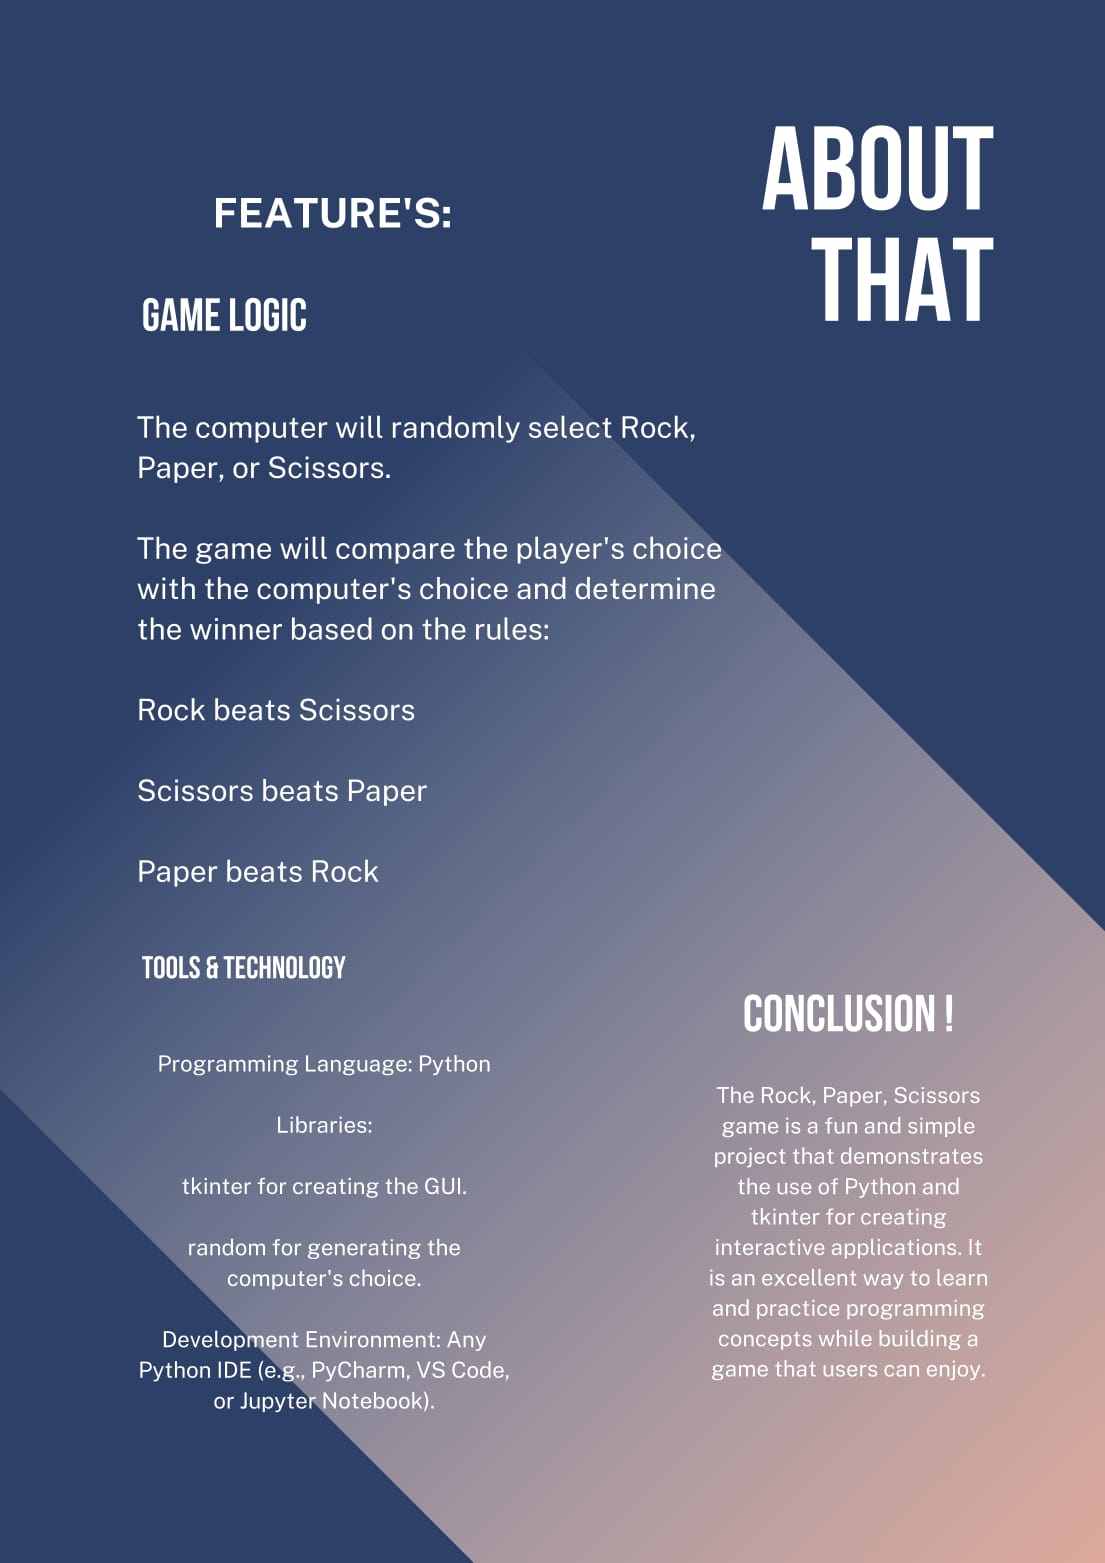 ABOUT
THAT
FEATURE'S:
GAME LOGIC
The computer will randomly select Rock,
Paper, or Scissors.
The game will compare the player's choice
with the computer's choice and determine
the winner based on the rules:
Rock beats Scissors
Scissors beats Paper
Paper beats Rock
TOOLS & TECHNOLOGY
Programming Language: Python
Libraries:
tkinter for creating the GUI.
random for generating the
computer's choice.
Development Environment: Any
Python IDE (e.g., PyCharm, VS Code,
or Jupyter Notebook).
CONCLUSION !
The Rock, Paper, Scissors
game is a fun and simple
project that demonstrates
the use of Python and
tkinter for creating
interactive applications. It
is an excellent way to learn
and practice programming
concepts while building a
game that users can enjoy.